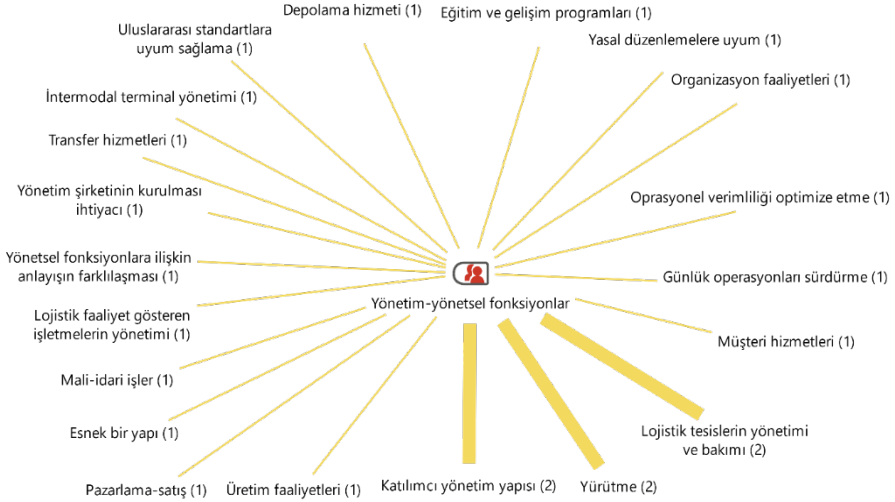 Depolama hizmeti (1)
Eğitim ve gelişim programları (1)
Uluslararası standartlara
uyum sağlama (1)
Yasal düzenlemelere uyum (1)
Organizasyon faaliyetleri (1)
İntermodal terminal yönetimi (1)
Transfer hizmetleri (1)
Yönetim şirketinin kurulması
ihtiyacı (1)
Oprasyonel verimliliği optimize etme (1)
Yönetsel fonksiyonlara ilişkin
anlayışın farklılaşması (1)
Günlük operasyonları sürdürme (1)
Yönetim-yönetsel fonksiyonlar
Lojistik faaliyet gösteren
işletmelerin yönetimi (1)
Müşteri hizmetleri (1)
Mali-idari işler (1)
Esnek bir yapı (1)
Lojistik tesislerin yönetimi
ve bakımı (2)
Pazarlama-satış (1)
Üretim faaliyetleri (1)
Katılımcı yönetim yapısı (2)
Yürütme (2)